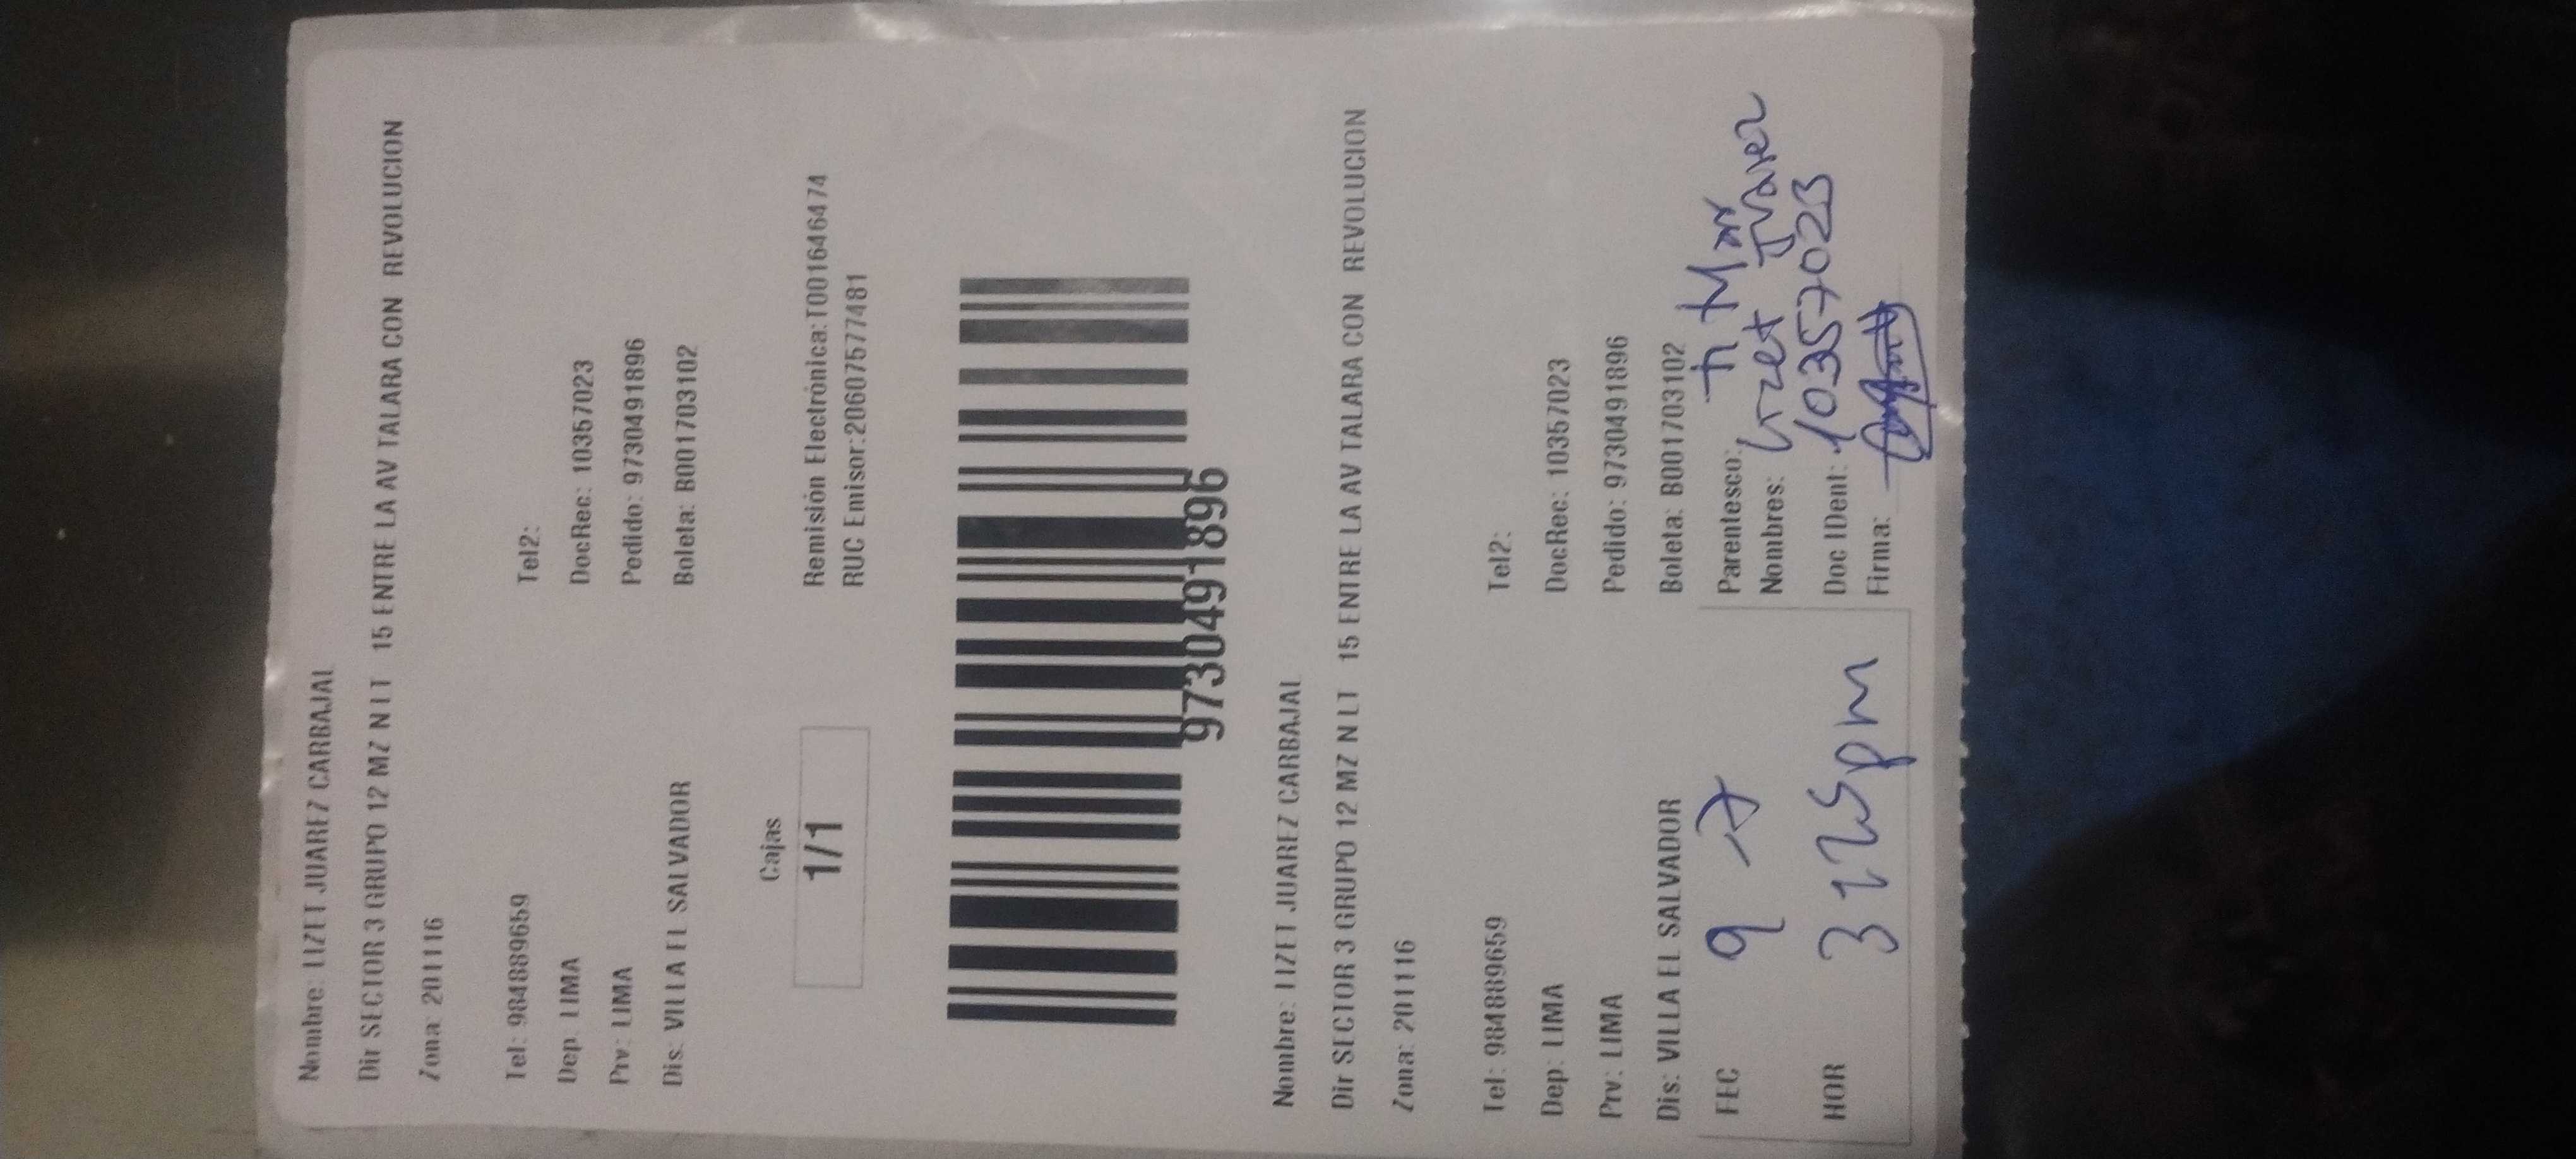 Nombre: LIZET JUAREZ CARBAJAL
Dir SECTOR 3 GRUPO 12 MZ N LT 15 ENTRE LA AV TALARA CON REVOLUCION
Zona: 201116
Tel: 984889659 Tel2:
Dep: LIMA DocRec: 10357023
Prv: LIMA Pedido: 9730491896
Dis: VILLA EL SALVADOR Boleta: B001703102
Cajas
1/1
Remisión Electrónica:T001646474
RUC Emisor:20607577481
9730491896
Nombre: LIZET JUAREZ CARBAJAL
Dir SECTOR 3 GRUPO 12 MZ N LT 15 ENTRE LA AV TALARA CON REVOLUCION
Zona: 201116
Tel: 984889659 Tel2:
Dep: LIMA DocRec: 10357023
Prv: LIMA Pedido: 9730491896
Dis: VILLA EL SALVADOR Boleta: B001703102
FEC 9 - 7
HOR 3 125pm
Parentesco:
Nombres: Lizet Juarez
Doc IDent: 10357023
Firma: